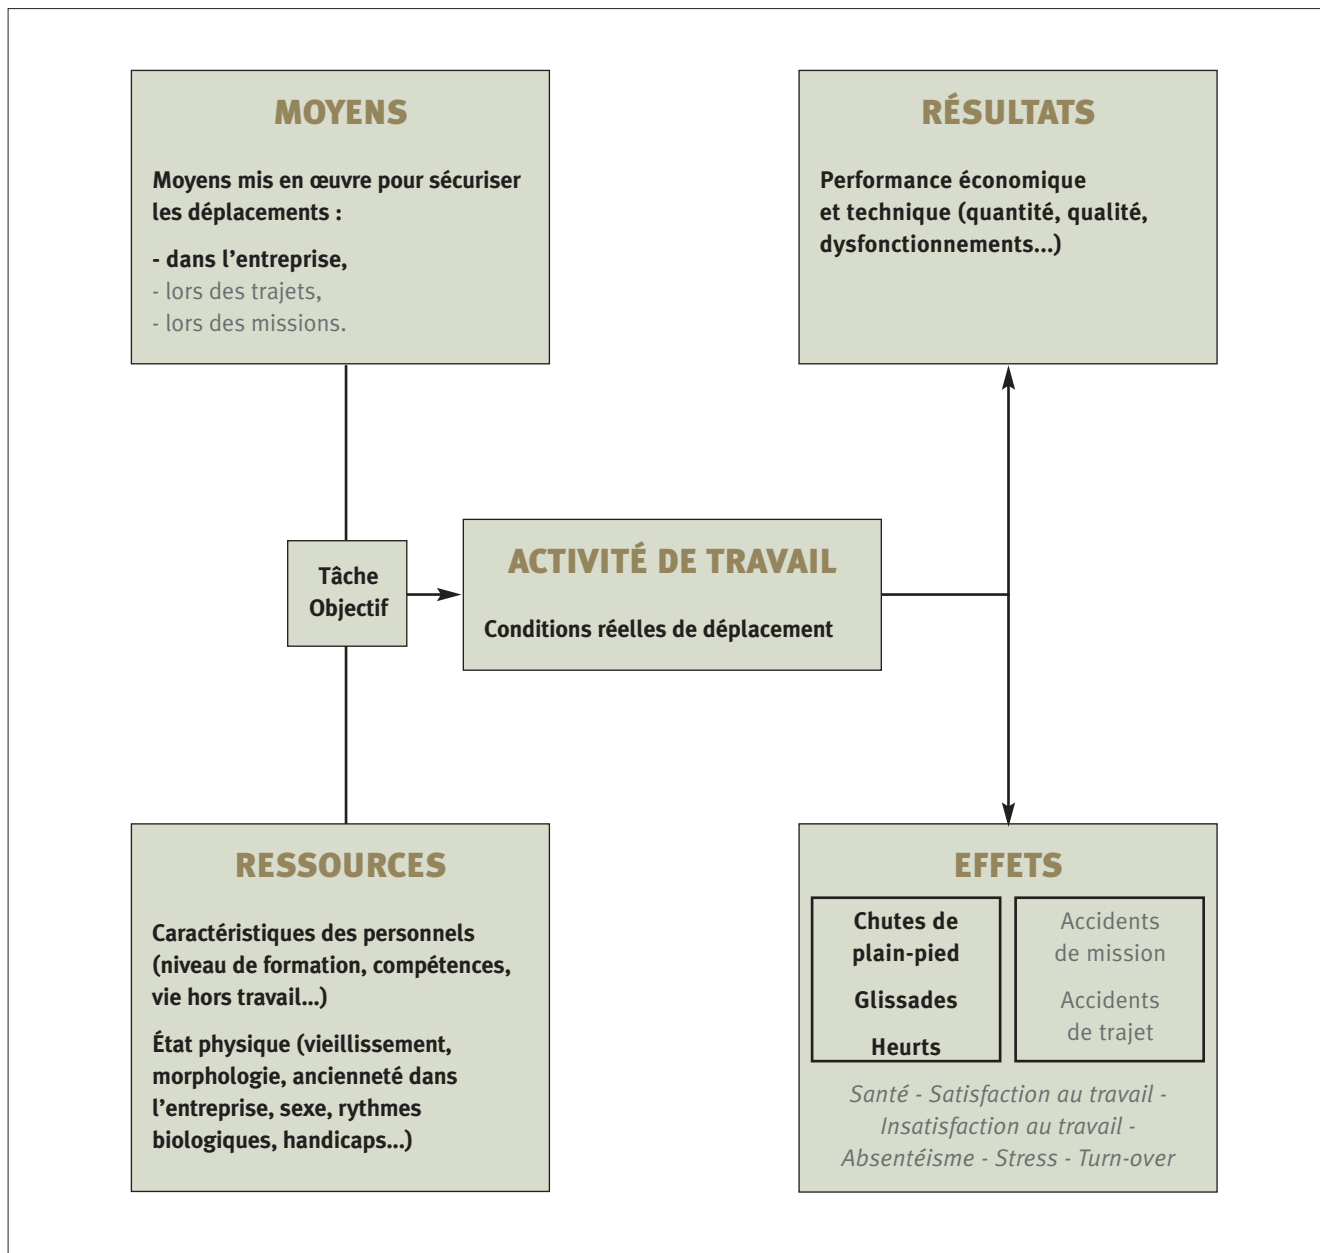 MOYENS
Moyens mis en œuvre pour sécuriser
les déplacements :
- dans l’entreprise,
- lors des trajets,
- lors des missions.
RÉSULTATS
Performance économique
et technique (quantité, qualité,
dysfonctionnements...)
Tâche
Objectif
ACTIVITÉ DE TRAVAIL
Conditions réelles de déplacement
RESSOURCES
Caractéristiques des personnels
(niveau de formation, compétences,
vie hors travail...)
État physique (vieillissement,
morphologie, ancienneté dans
l’entreprise, sexe, rythmes
biologiques, handicaps...)
EFFETS
Chutes de
plain-pied
Glissades
Heurts
Accidents
de mission
Accidents
de trajet
Santé - Satisfaction au travail -
Insatisfaction au travail -
Absentéisme - Stress - Turn-over